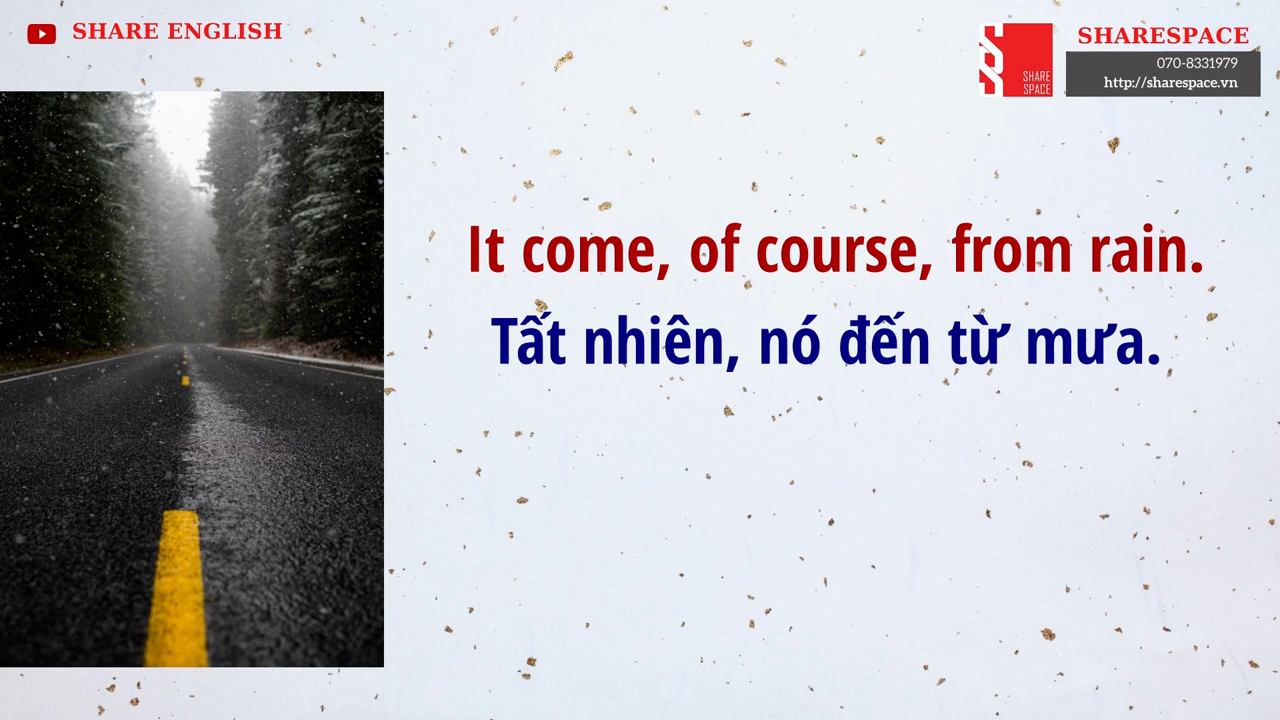 SHARE ENGLISH
SHARE
SPACE
SHARESPACE
070-8331979
http://sharespace.vn
It come, of course, from rain.
Tất nhiên, nó đến từ mưa.